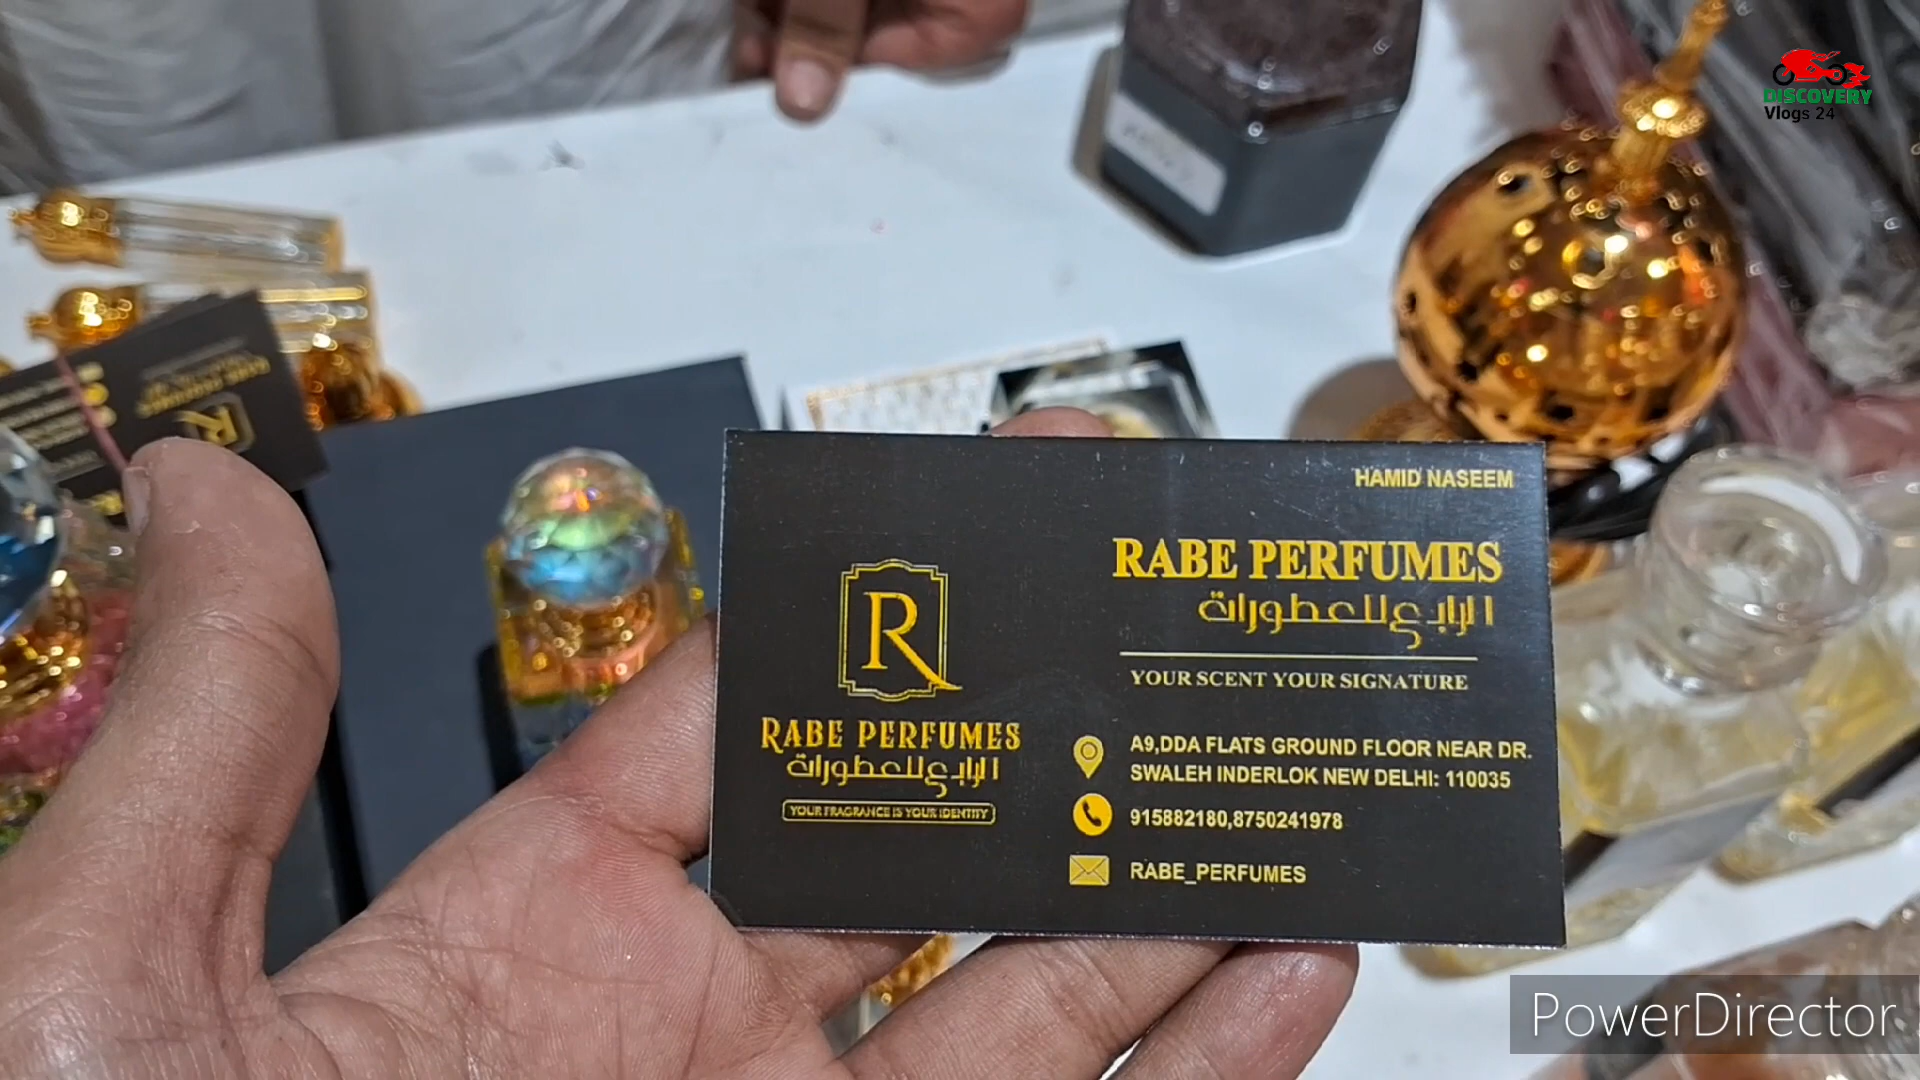 DISCOVERY
Vlogs 24
HAMID NASEEM
RABE PERFUMES
الرابع للعطورات
YOUR SCENT YOUR SIGNATURE
R
RABE PERFUMES
الرابع للعطورات
YOUR FRAGRANCE IS YOUR IDENTITY
A9,DDA FLATS GROUND FLOOR NEAR DR.
SWALEH INDERLOK NEW DELHI: 110035
915882180,8750241978
RABE_PERFUMES
PowerDirector